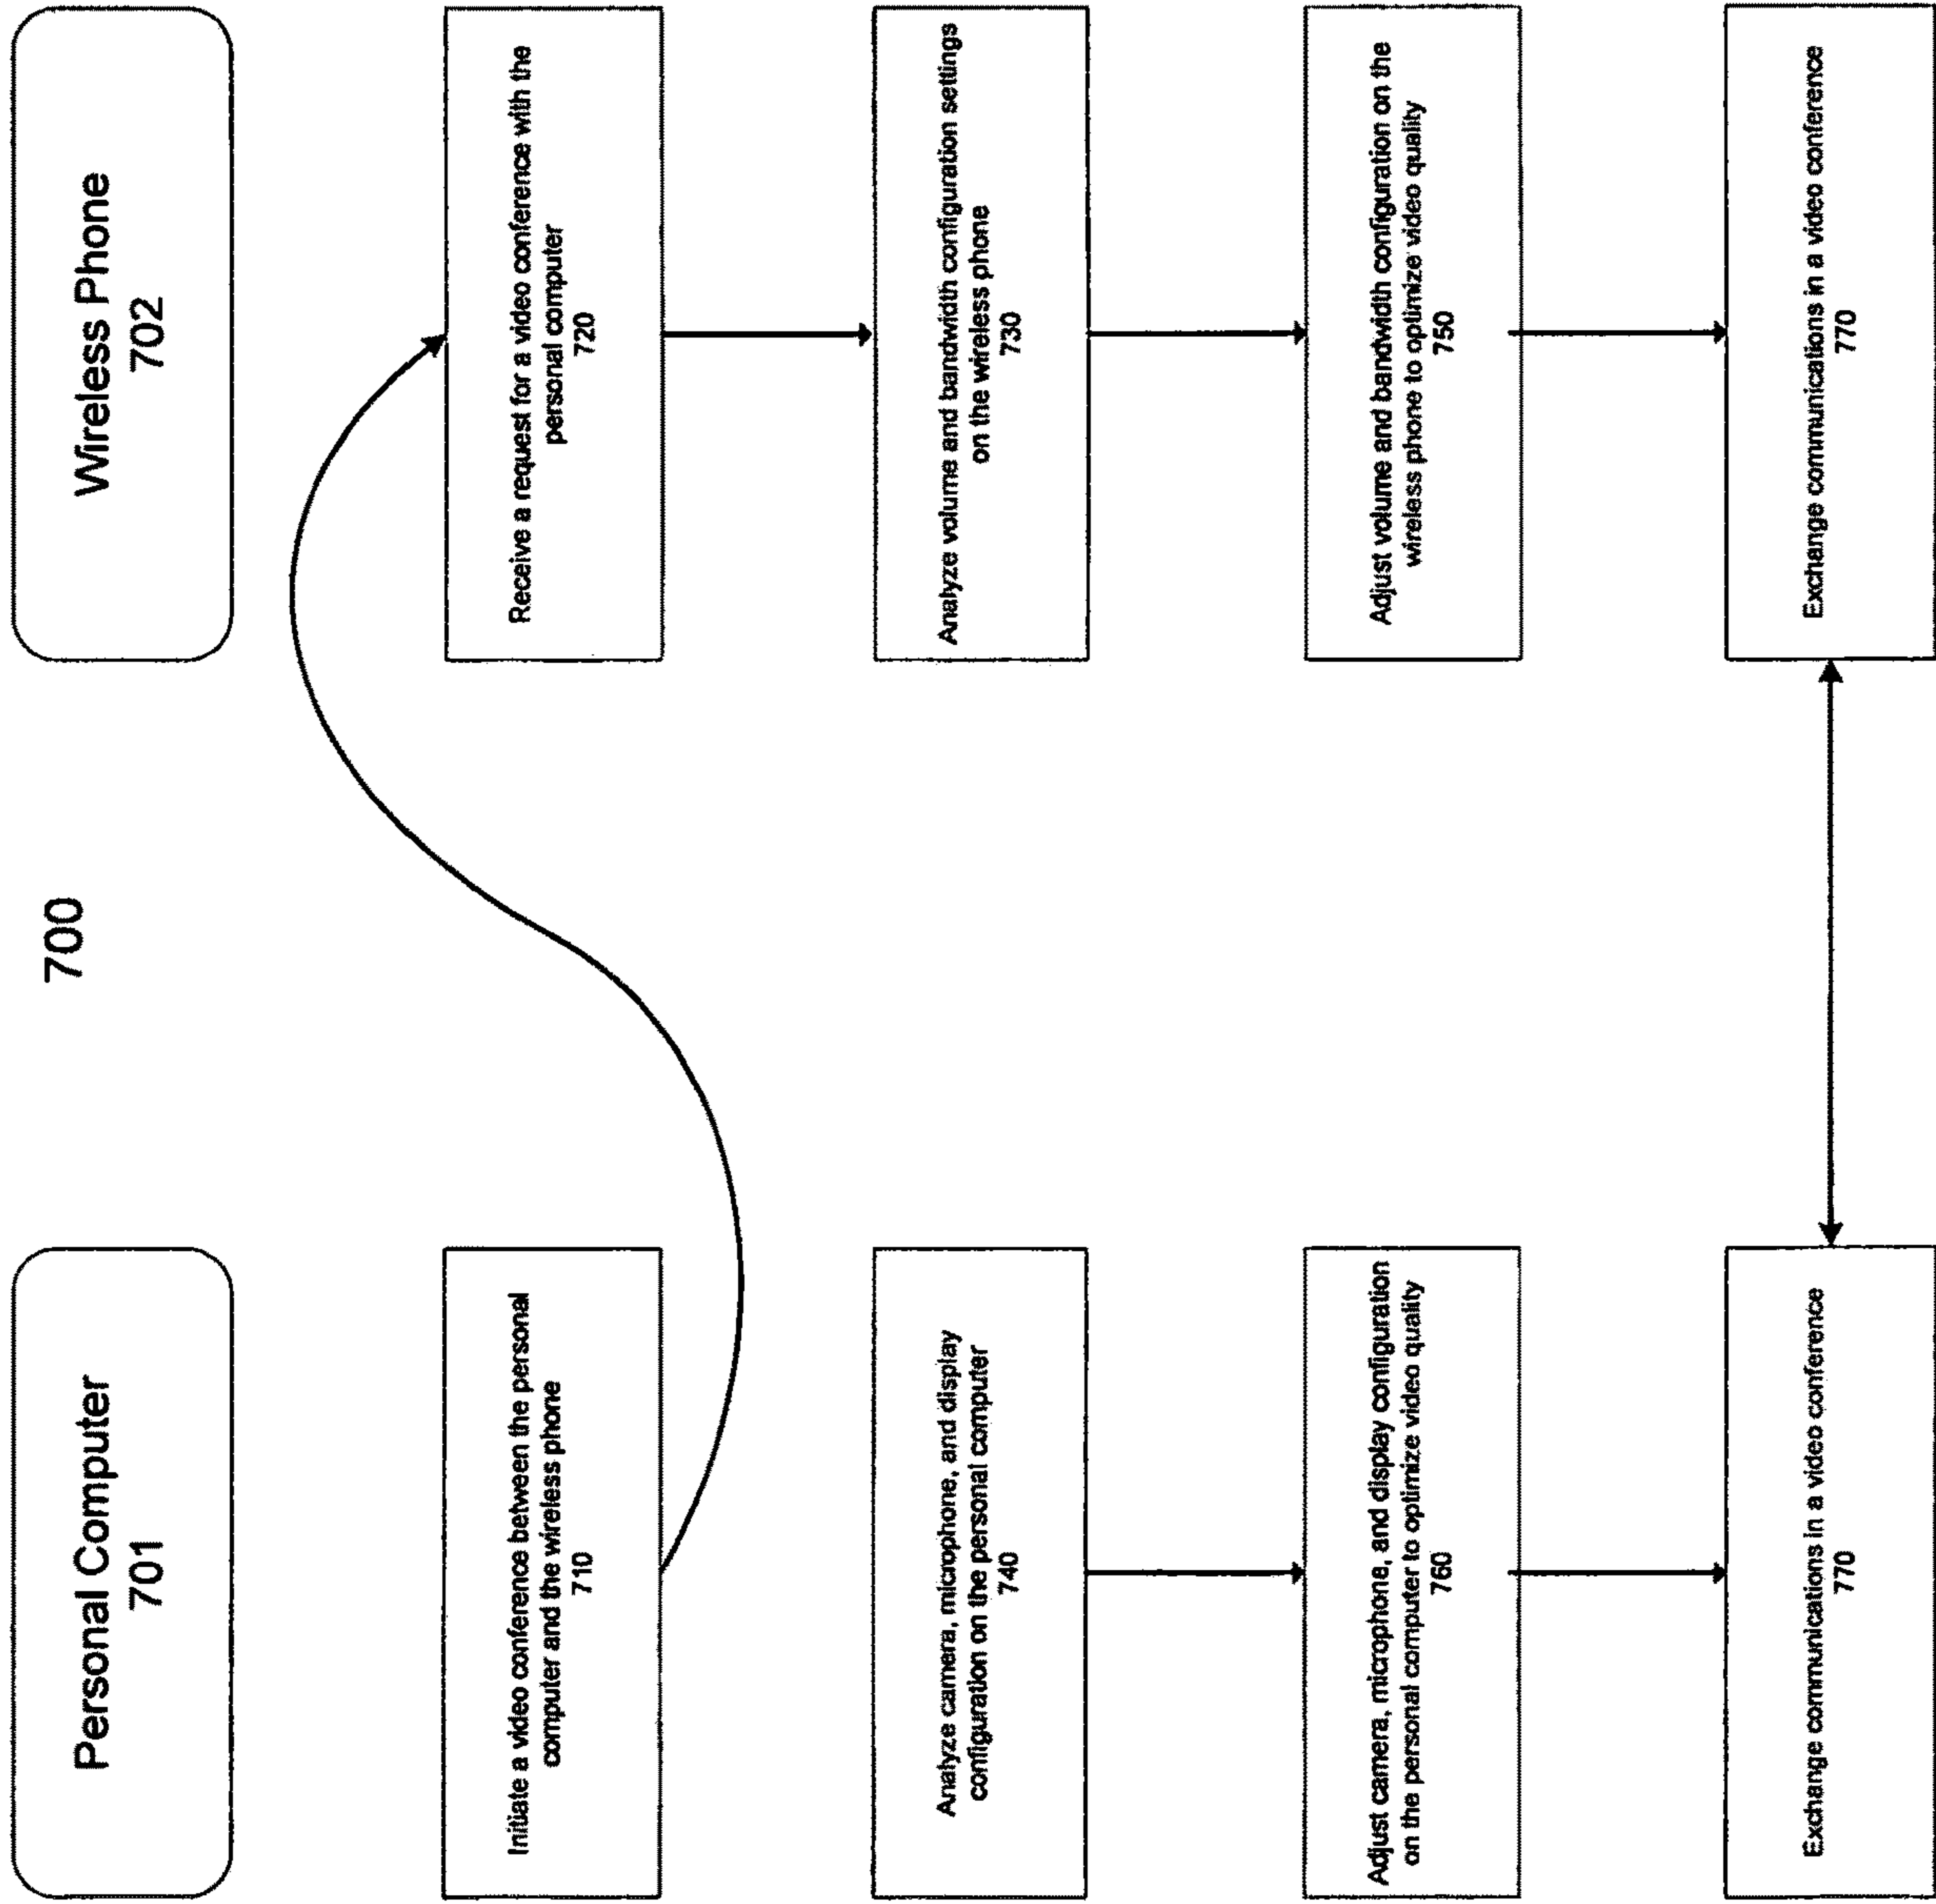 700
Personal Computer
701
Wireless Phone
702
Initiate a video conference between the personal
computer and the wireless phone
710
Receive a request for a video conference with the
personal computer
720
Analyze camera, microphone, and display
configuration on the personal computer
740
Analyze volume and bandwidth configuration settings
on the wireless phone
730
Adjust camera, microphone, and display configuration
on the personal computer to optimize video quality
760
Adjust volume and bandwidth configuration on the
wireless phone to optimize video quality
750
Exchange communications in a video conference
770
Exchange communications in a video conference
770